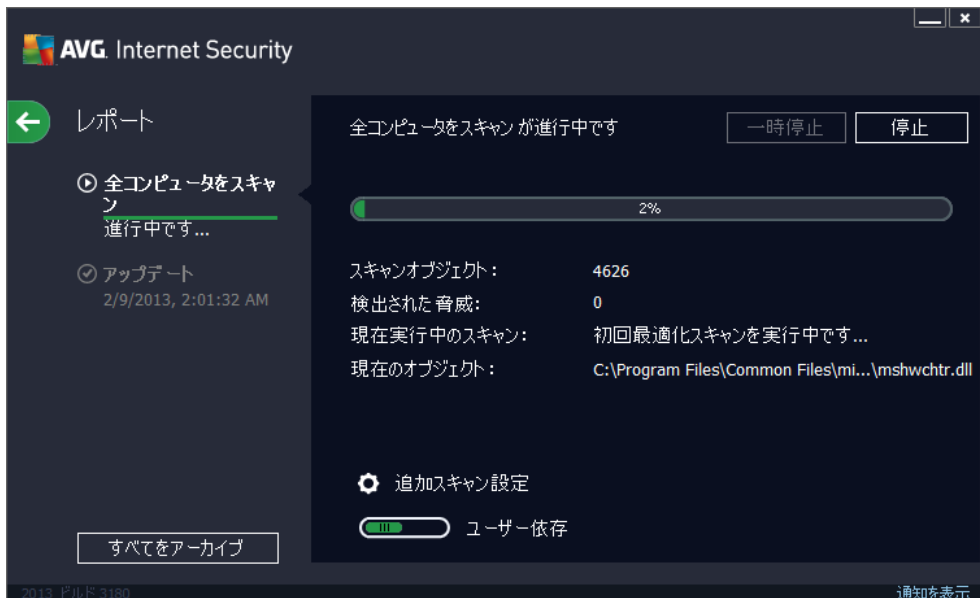 AVG. Internet Security
レポート
全コンピュータをスキャ
ン
進行中です...
アップデート
2/9/2013, 2:01:32 AM
すべてをアーカイブ
全コンピュータをスキャン が進行中です
一時停止
停止
2%
スキャンオブジェクト: 4626
検出された脅威: 0
現在実行中のスキャン: 初回最適化スキャンを実行中です...
現在のオブジェクト: C:\Program Files\Common Files\mi...\mshwchtr.dll
追加スキャン設定
ユーザー依存
2013 ビルド 3180
通知を表示